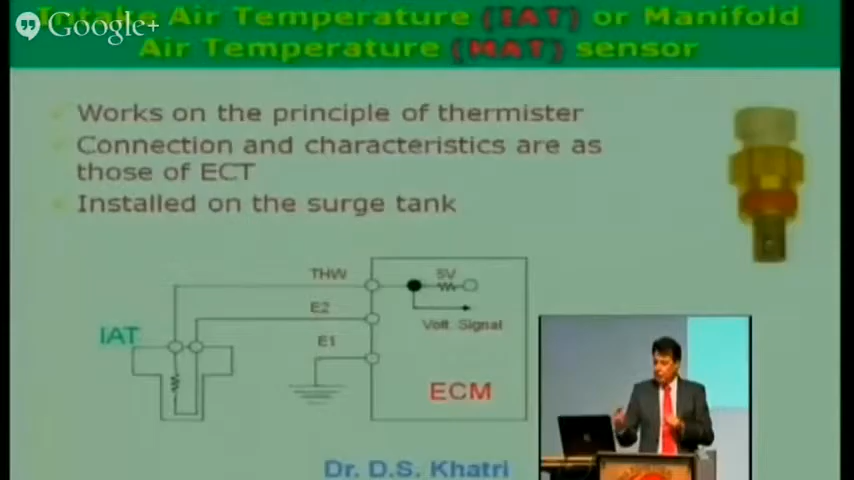 Intake Air Temperature (IAT) or Manifold
Google+
Air Temperature (MAT) sensor
Works on the principle of thermister
Connection and characteristics are as
those of ECT
Installed on the surge tank
THW
5V
E2
Volt. Signal
IAT
E1
ECM
Dr. D.S. Khatri